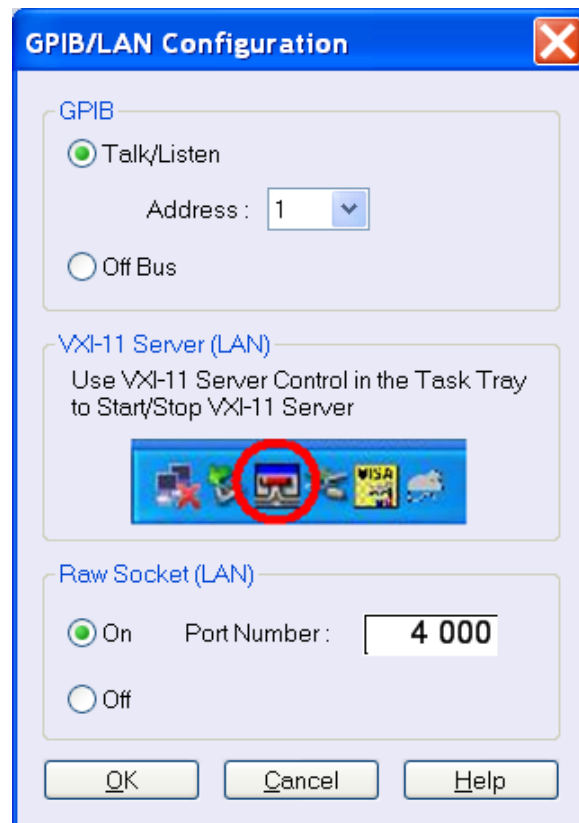 GPIB/LAN Configuration
GPIB
Talk/Listen
Address : 1
Off Bus
VXI-11 Server (LAN)
Use VXI-11 Server Control in the Task Tray
to Start/Stop VXI-11 Server
VISA
Raw Socket (LAN)
On Port Number : 4 000
Off
OK Cancel Help